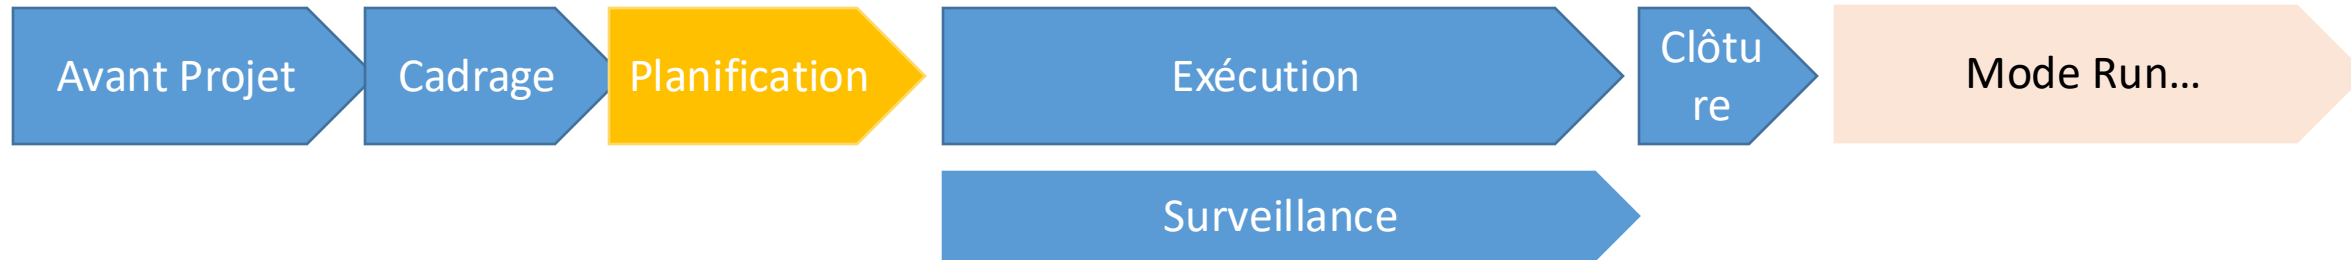 Avant Projet
Cadrage
Planification
Exécution
Clôtu
re
Mode Run...
Surveillance